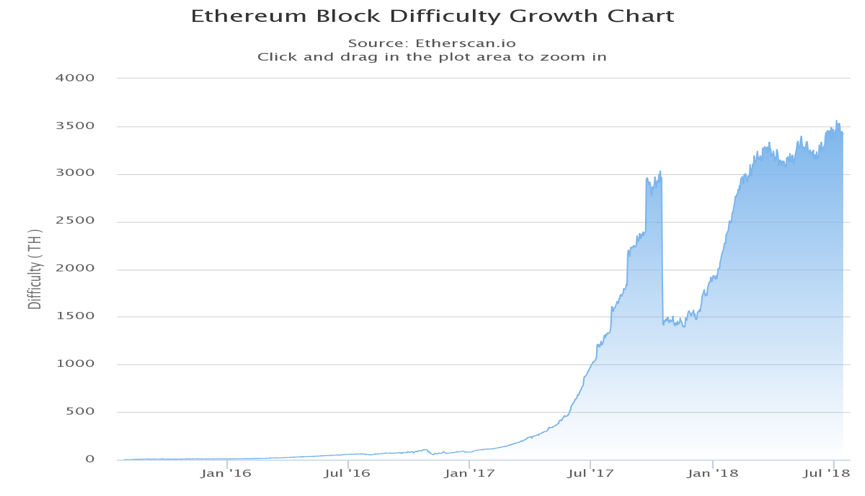 Ethereum Block Difficulty Growth Chart
Source: Etherscan.io
Click and drag in the plot area to zoom in
4000
3500
3000
2500
2000
1500
1000
500
0
Difficulty ( TH )
Jan '16
Jul '16
Jan '17
Jul '17
Jan '18
Jul '18